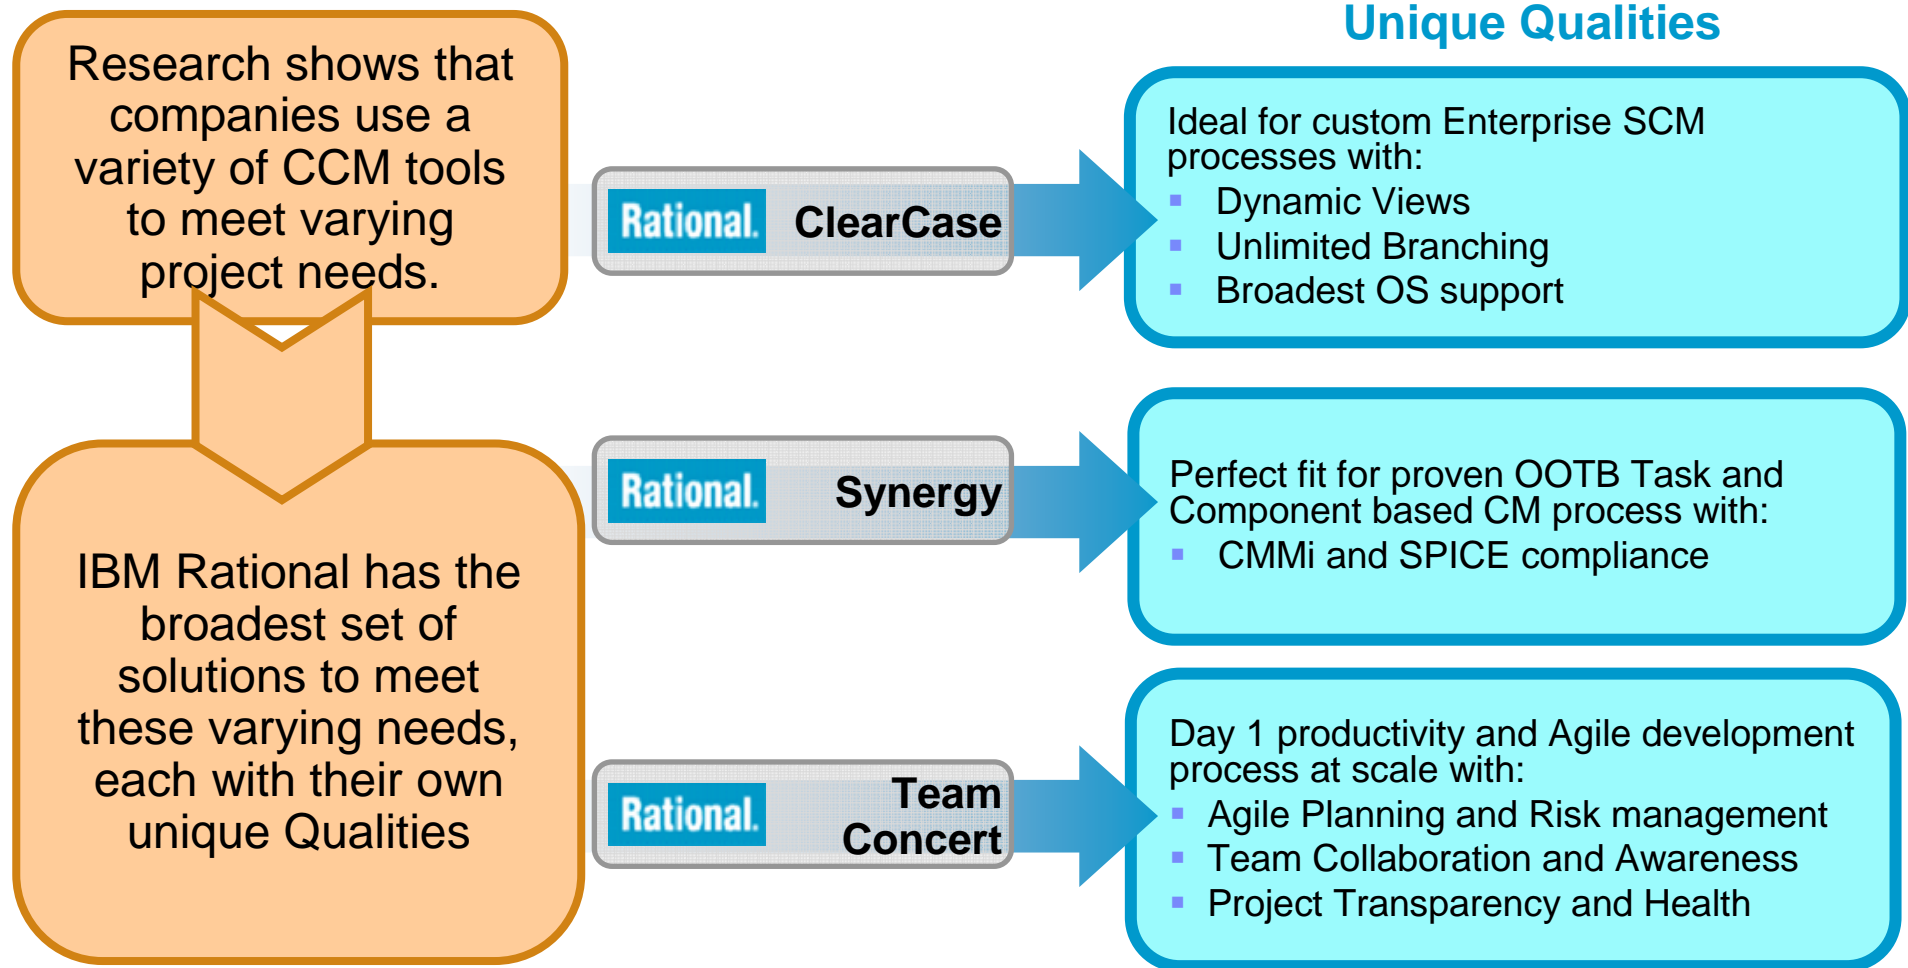 Unique Qualities
Research shows that
companies use a
variety of CCM tools
to meet varying
project needs.
IBM Rational has the
broadest set of
solutions to meet
these varying needs,
each with their own
unique Qualities
Rational. ClearCase
Ideal for custom Enterprise SCM
processes with:
▪ Dynamic Views
▪ Unlimited Branching
▪ Broadest OS support
Rational. Synergy
Perfect fit for proven OOTB Task and
Component based CM process with:
▪ CMMi and SPICE compliance
Rational. Team
Concert
Day 1 productivity and Agile development
process at scale with:
▪ Agile Planning and Risk management
▪ Team Collaboration and Awareness
▪ Project Transparency and Health